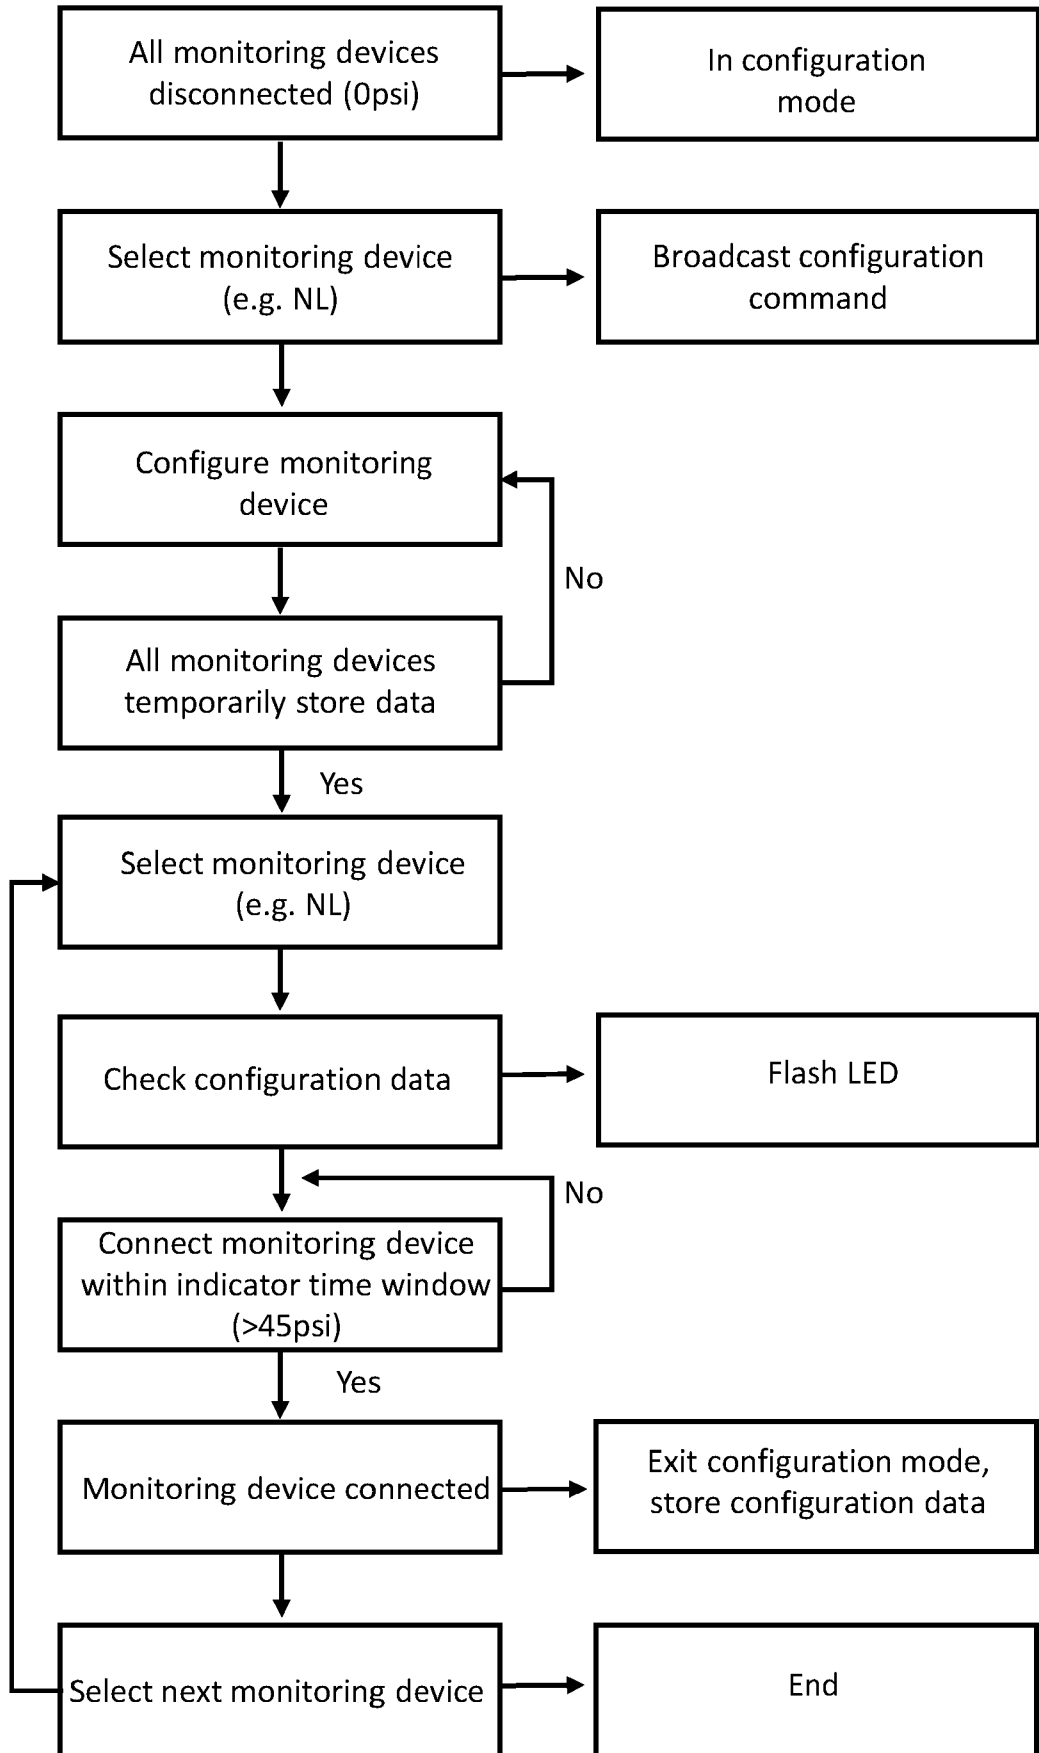 All monitoring devices
disconnected (0psi)
In configuration
mode
Select monitoring device
(e.g. NL)
Broadcast configuration
command
Configure monitoring
device
No
All monitoring devices
temporarily store data
Yes
Select monitoring device
(e.g. NL)
Check configuration data
Flash LED
No
Connect monitoring device
within indicator time window
(>45psi)
Yes
Monitoring device connected
Exit configuration mode,
store configuration data
Select next monitoring device
End